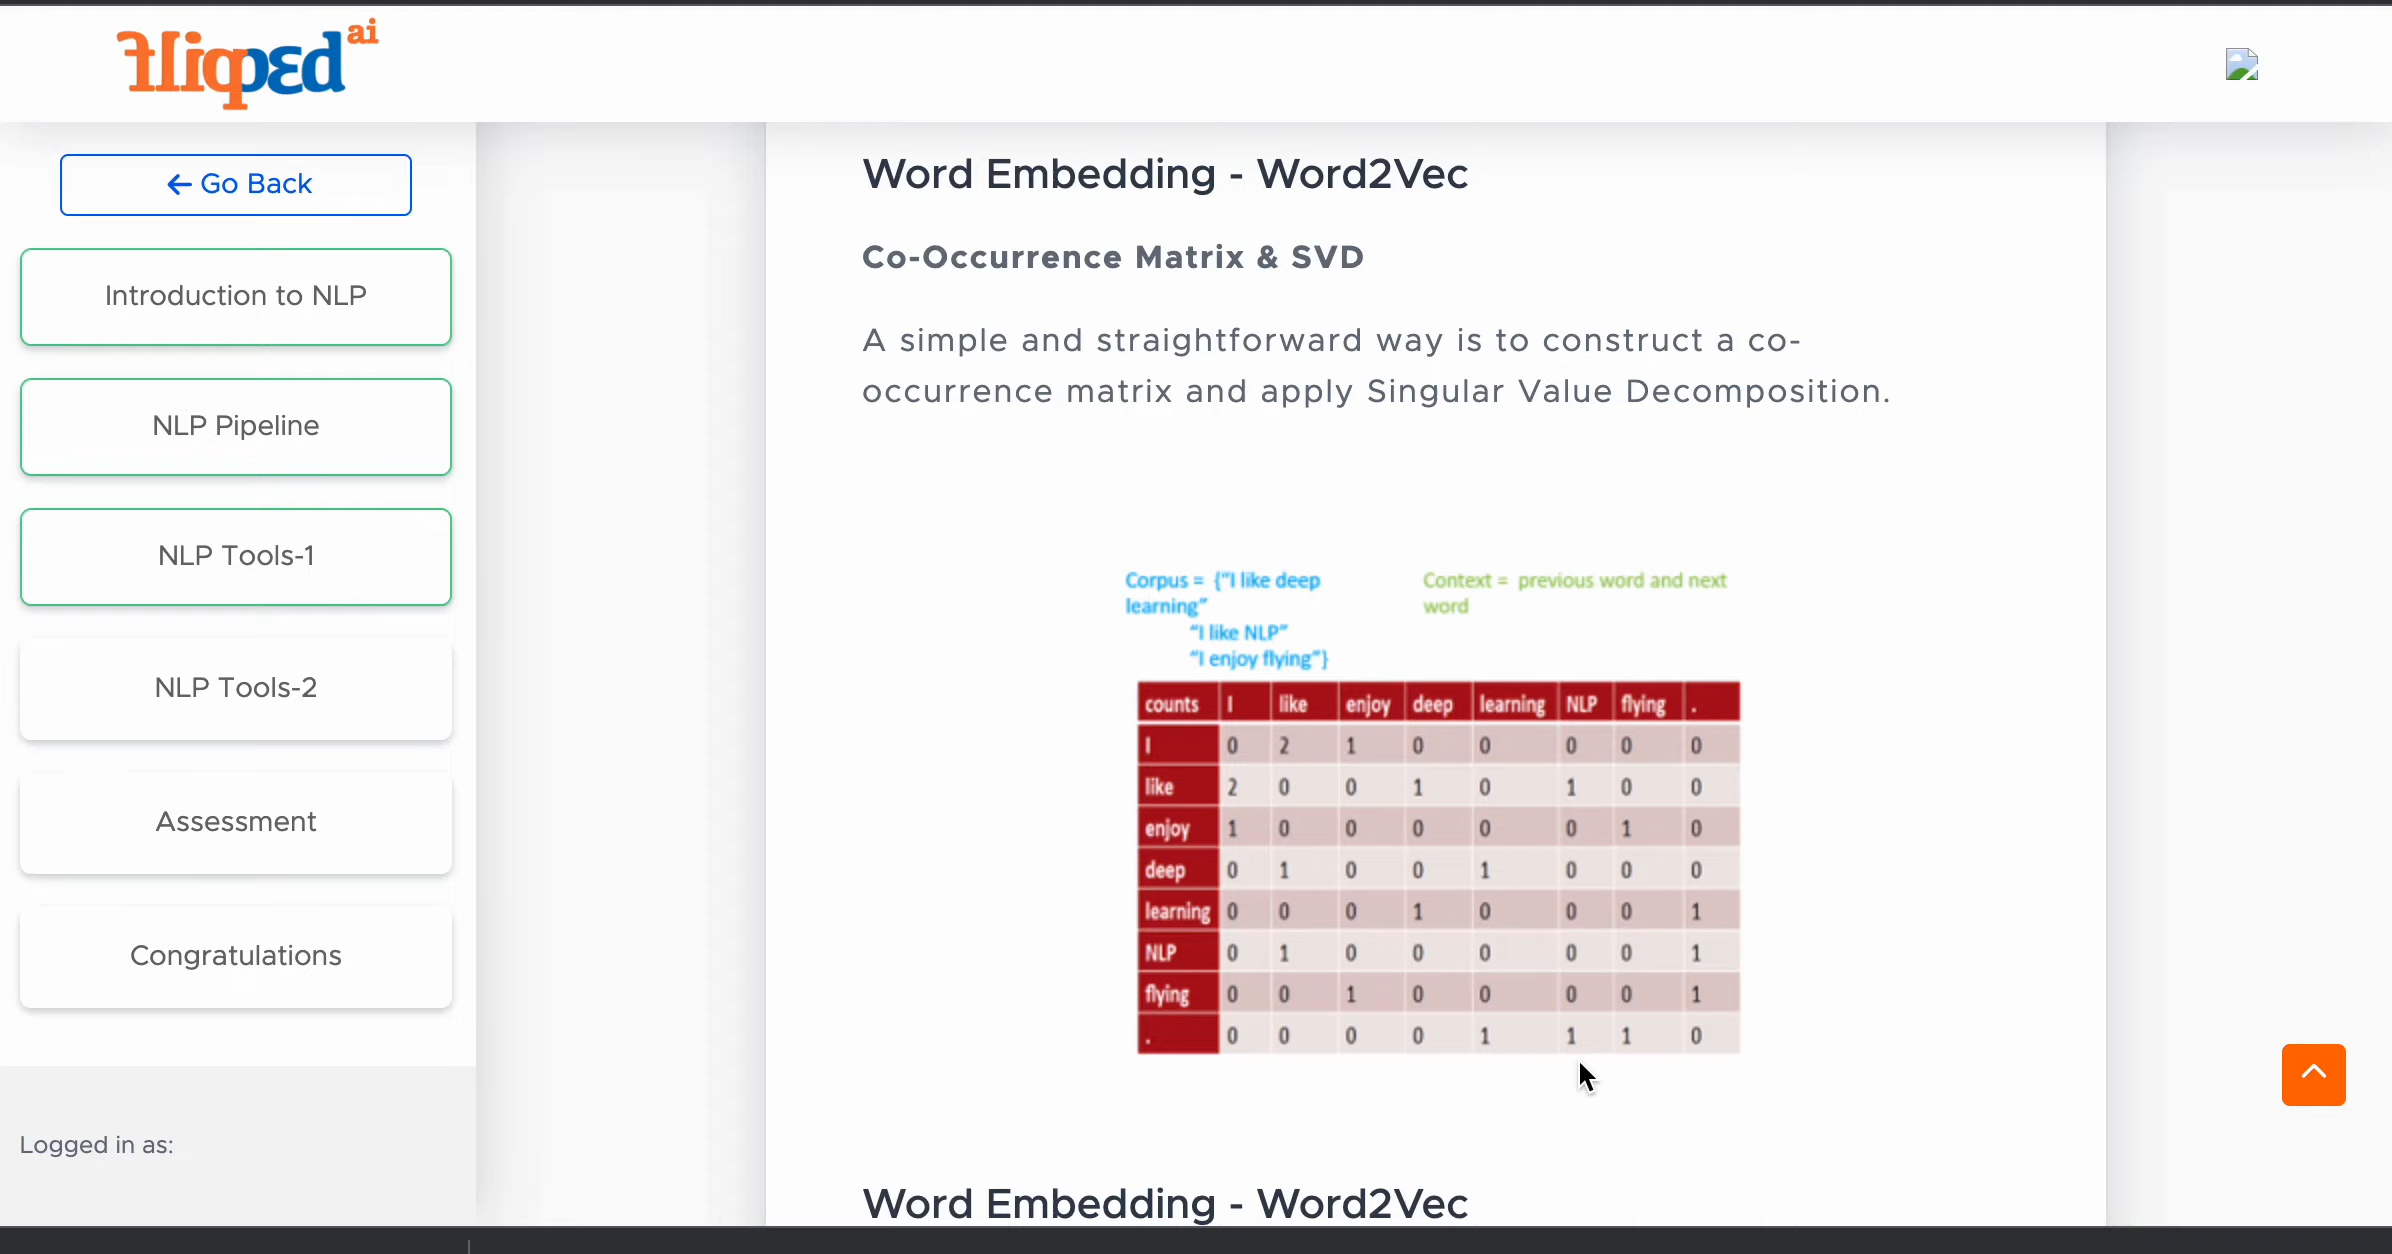 fliqped ai
← Go Back
Introduction to NLP
NLP Pipeline
NLP Tools-1
NLP Tools-2
Assessment
Congratulations
Logged in as:
Word Embedding - Word2Vec
Co-Occurrence Matrix & SVD
A simple and straightforward way is to construct a co-
occurrence matrix and apply Singular Value Decomposition.
Corpus = {"I like deep
learning"
"I like NLP"
"I enjoy flying"}
Context = previous word and next
word
counts I like enjoy deep learning NLP flying .
I 0 2 1 0 0 0 0 0
like 2 0 0 1 0 1 0 0
enjoy 1 0 0 0 0 0 1 0
deep 0 1 0 0 1 0 0 0
learning 0 0 0 1 0 0 0 1
NLP 0 1 0 0 0 0 0 1
flying 0 0 1 0 0 0 0 1
. 0 0 0 0 1 1 1 0
Word Embedding - Word2Vec